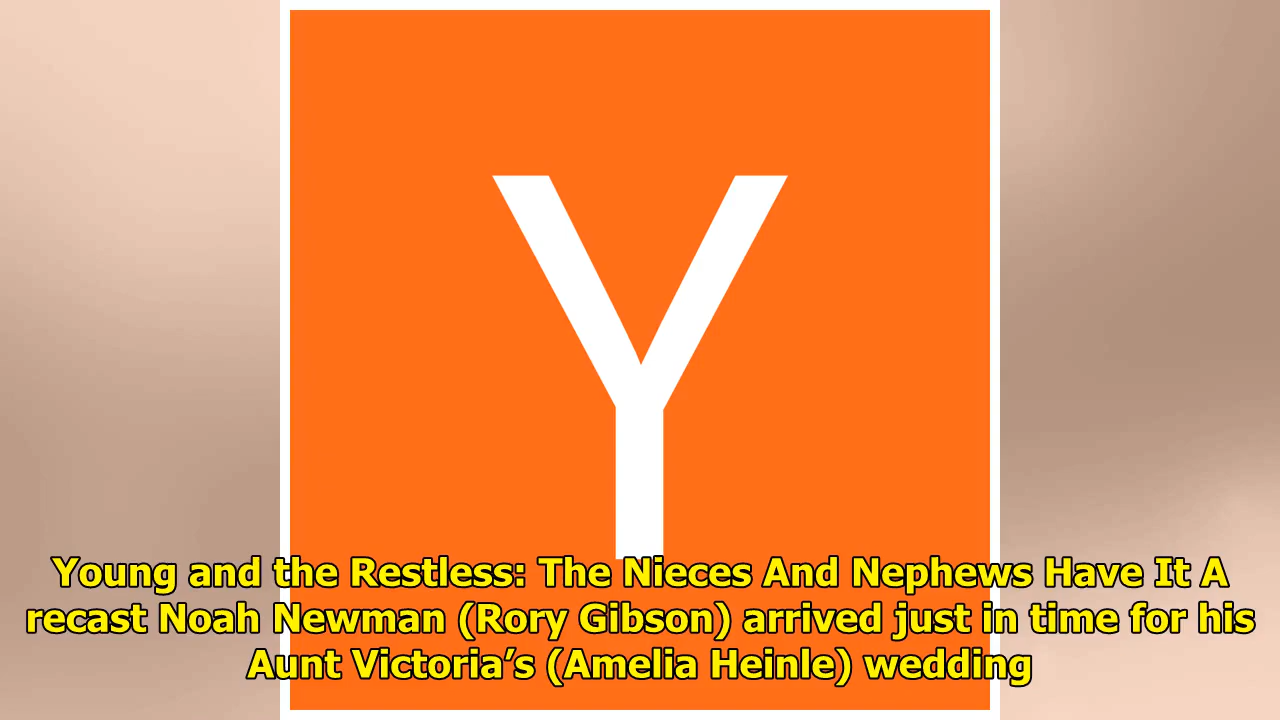 Y
Young and the Restless: The Nieces And Nephews Have It A
recast Noah Newman (Rory Gibson) arrived just in time for his
Aunt Victoria’s (Amelia Heinle) wedding